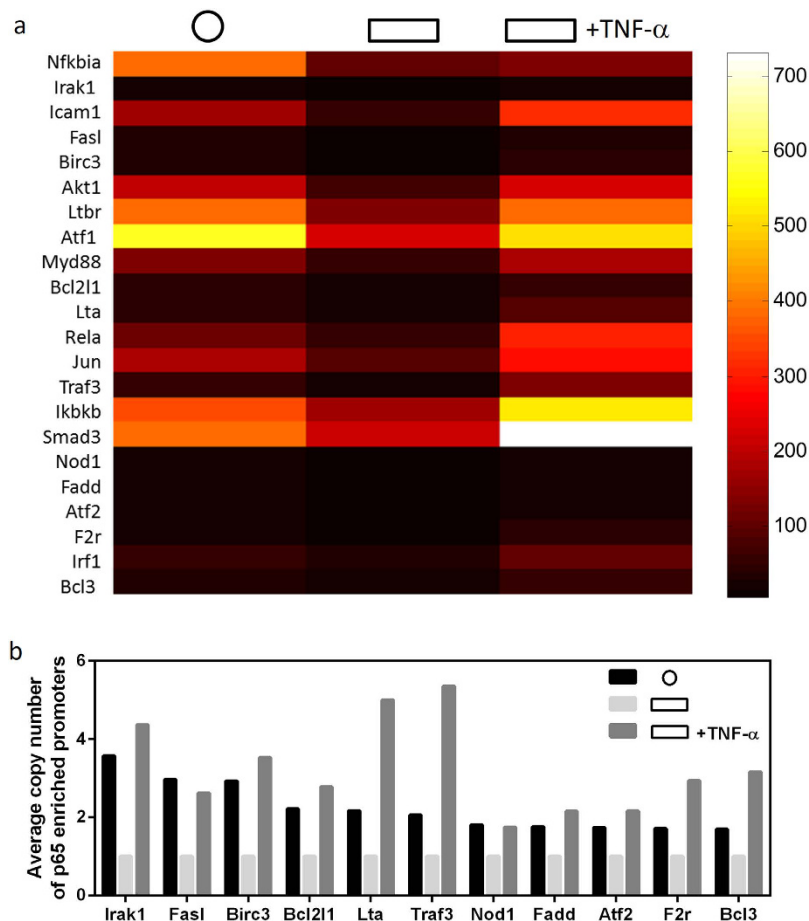 a
+TNF-α
Nfkbia
Irak1
Icam1
Fasl
Birc3
Akt1
Ltbr
Atf1
Myd88
Bcl2l1
Lta
Rela
Jun
Traf3
Ikbkb
Smad3
Nod1
Fadd
Atf2
F2r
Irf1
Bcl3
700
600
500
400
300
200
100
b
Average copy number
of p65 enriched promoters
6
4
2
0
+TNF-α
Irak1 Fasl Birc3 Bcl2l1 Lta Traf3 Nod1 Fadd Atf2 F2r Bcl3